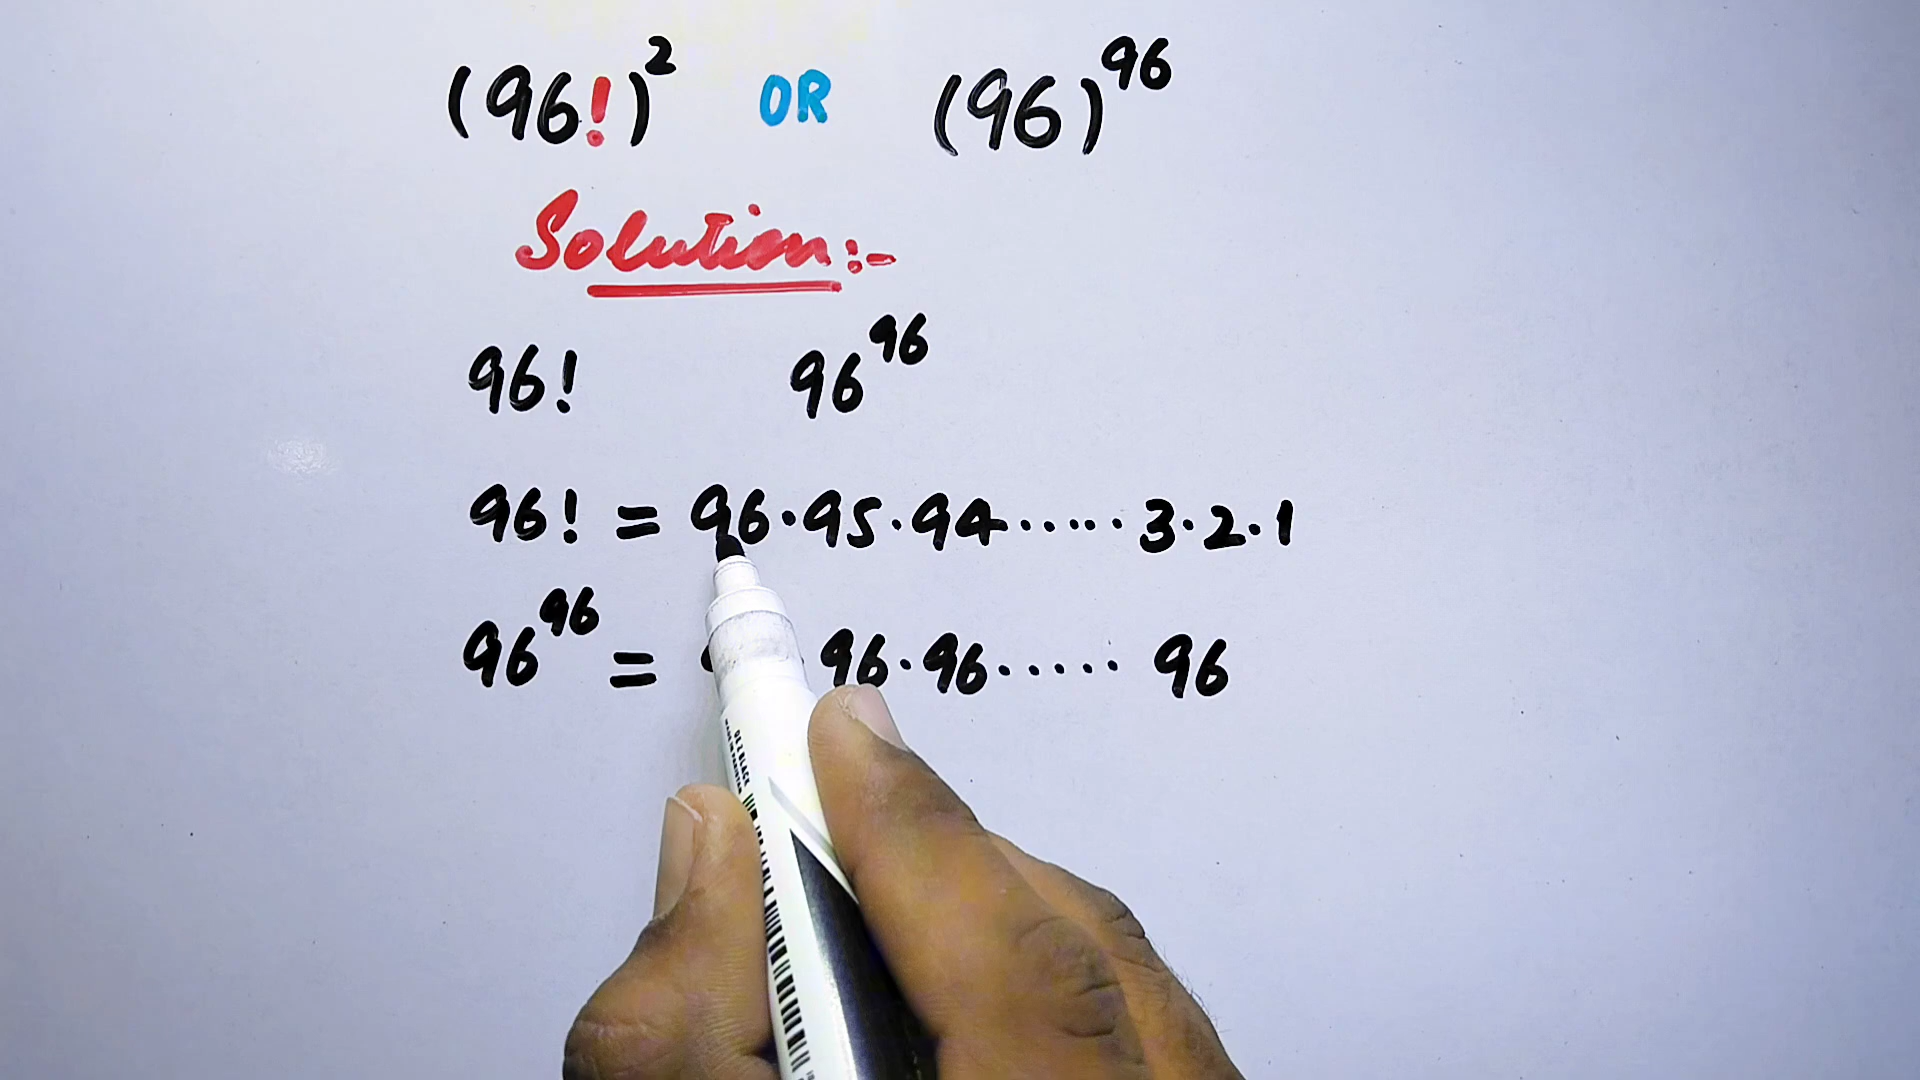 (96!)² OR (96)⁹⁶
Solution:-
96! 96⁹⁶
96! = 96·95·94······3·2·1
96⁹⁶ = 96·96····· 96